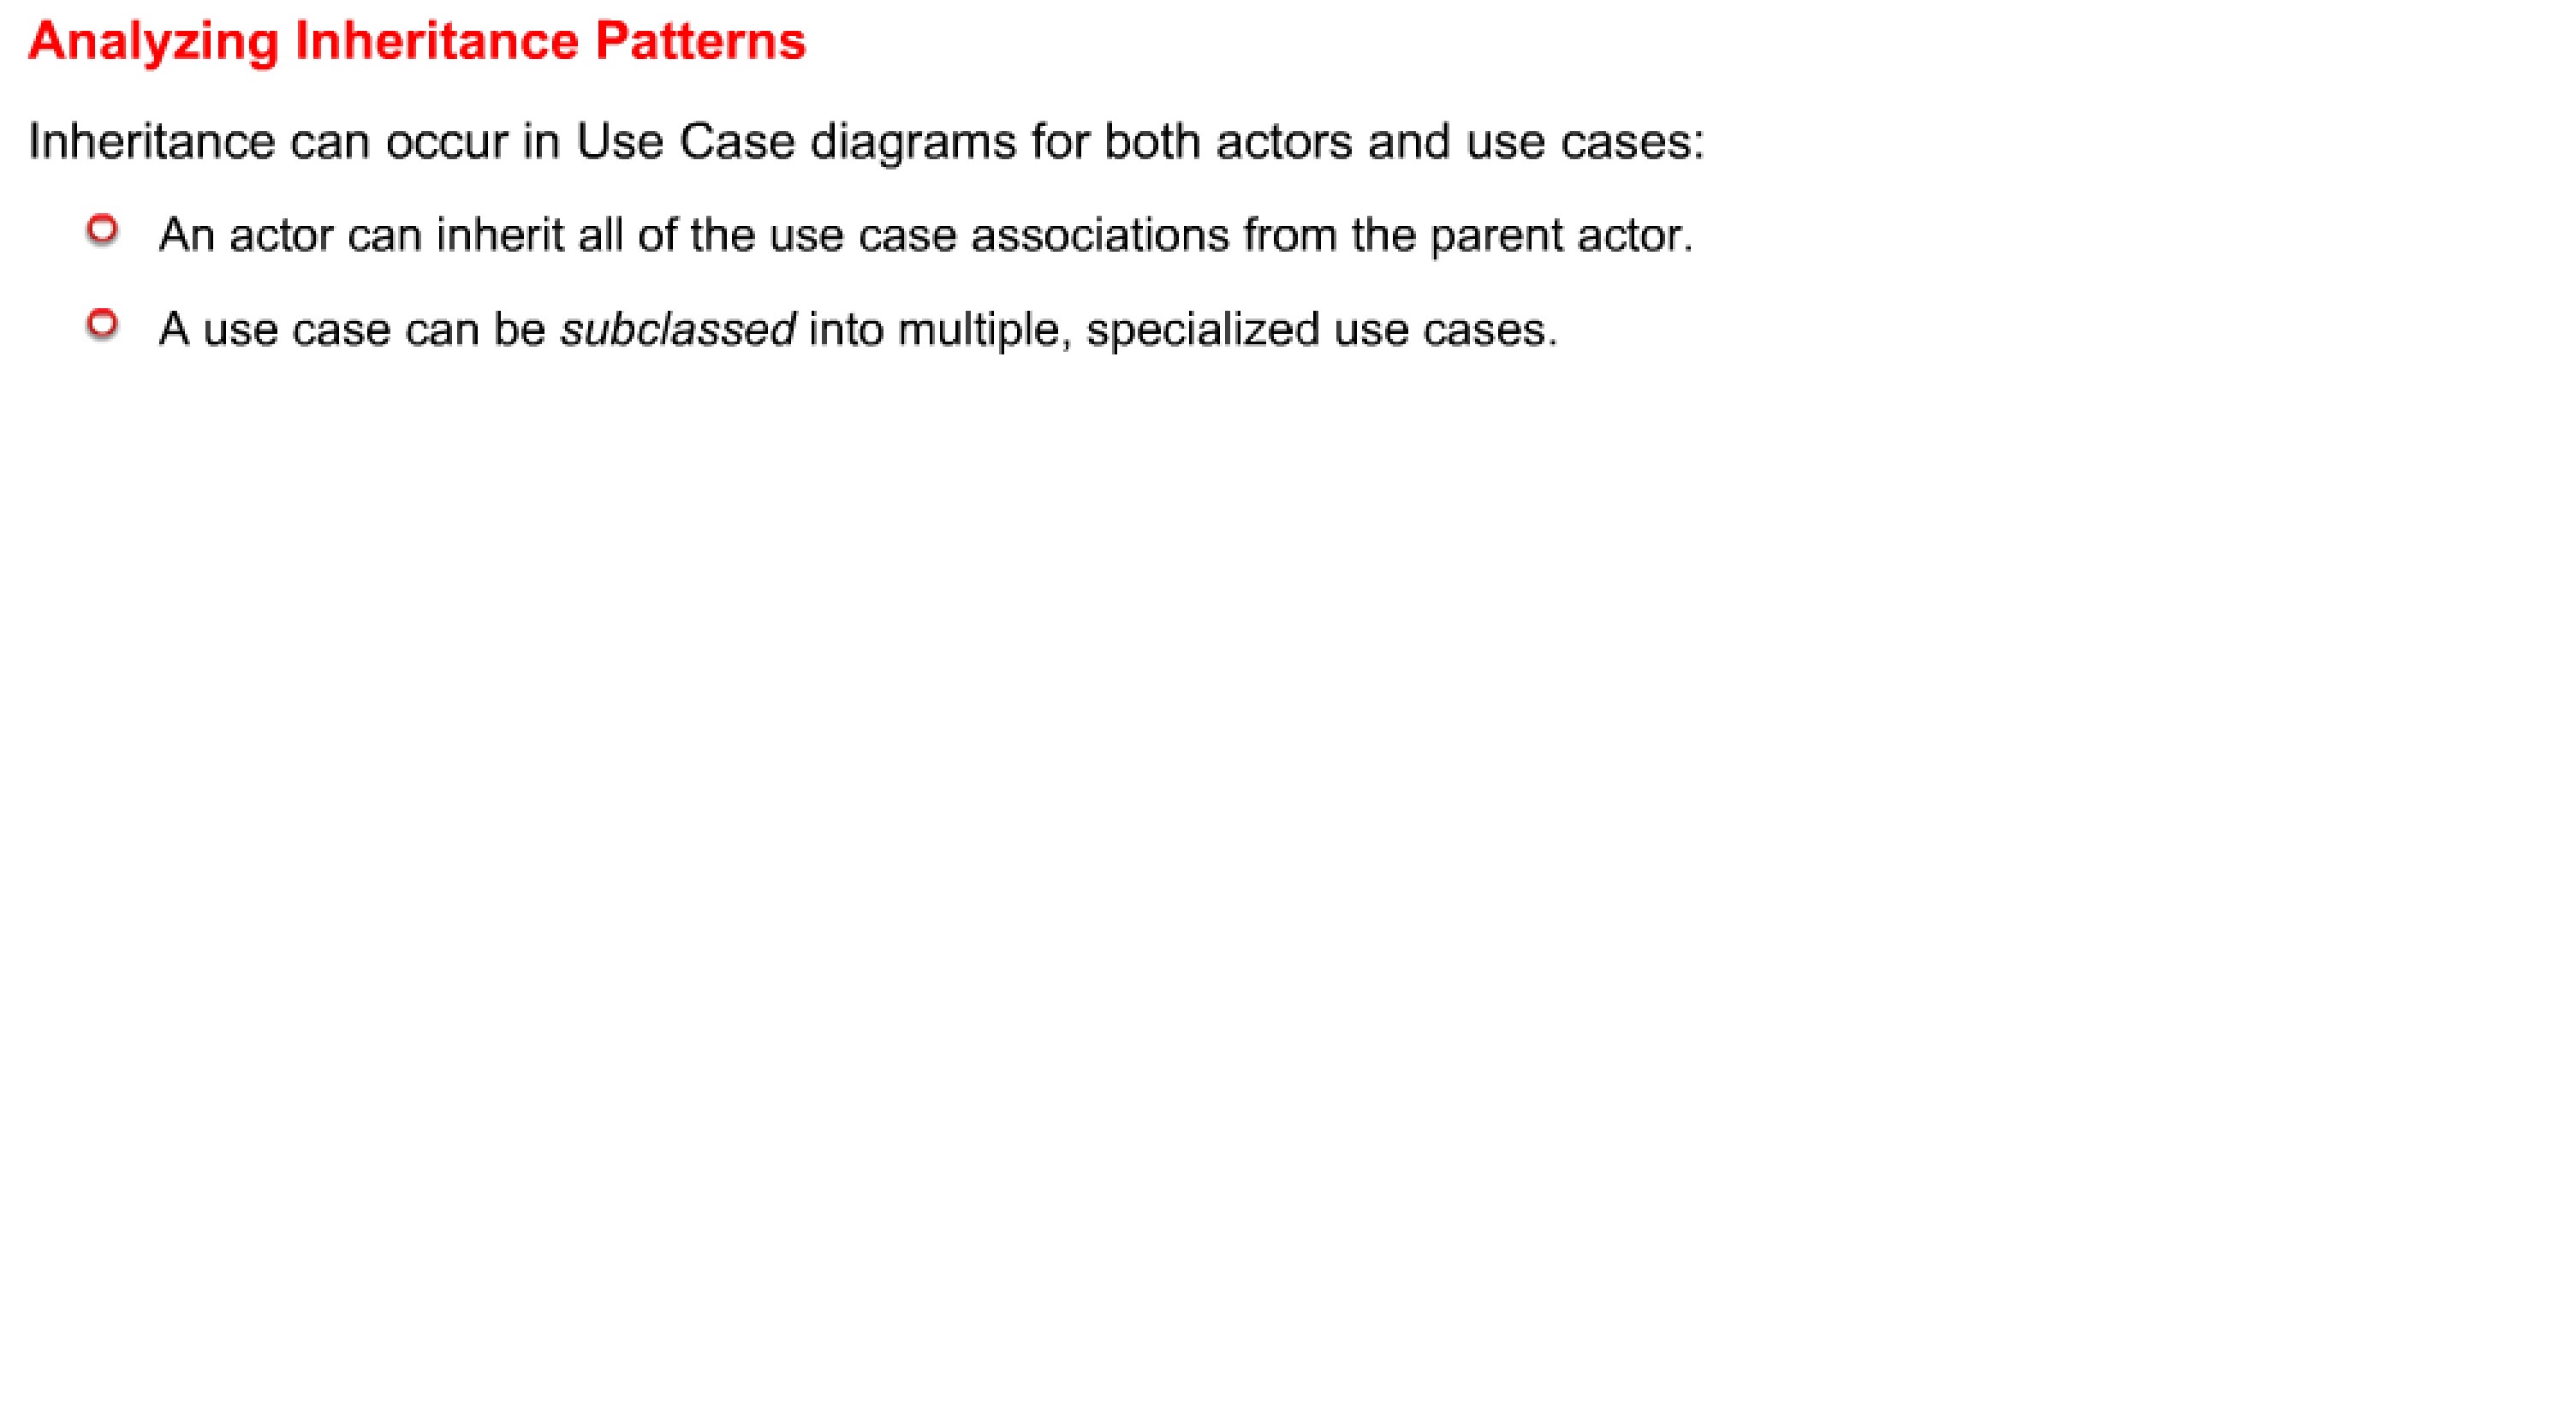 Analyzing Inheritance Patterns
Inheritance can occur in Use Case diagrams for both actors and use cases:
An actor can inherit all of the use case associations from the parent actor.
A use case can be subclassed into multiple, specialized use cases.